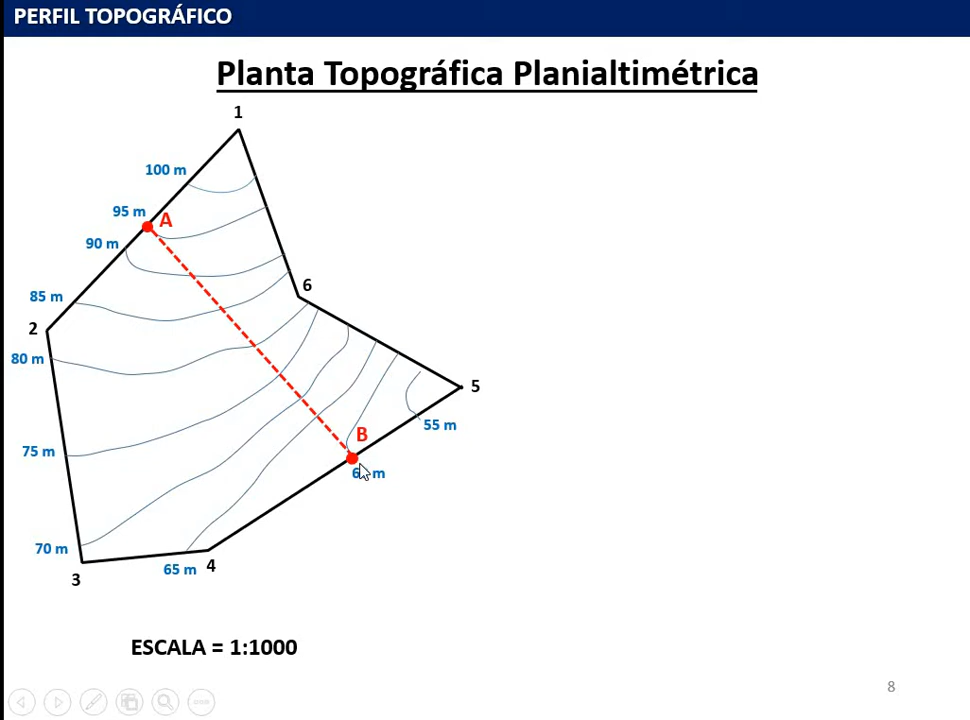 PERFIL TOPOGRÁFICO
Planta Topográfica Planialtimétrica
1
100 m
95 m
A
90 m
6
85 m
2
80 m
5
55 m
B
75 m
m
70 m
65 m
4
3
ESCALA = 1:1000
8